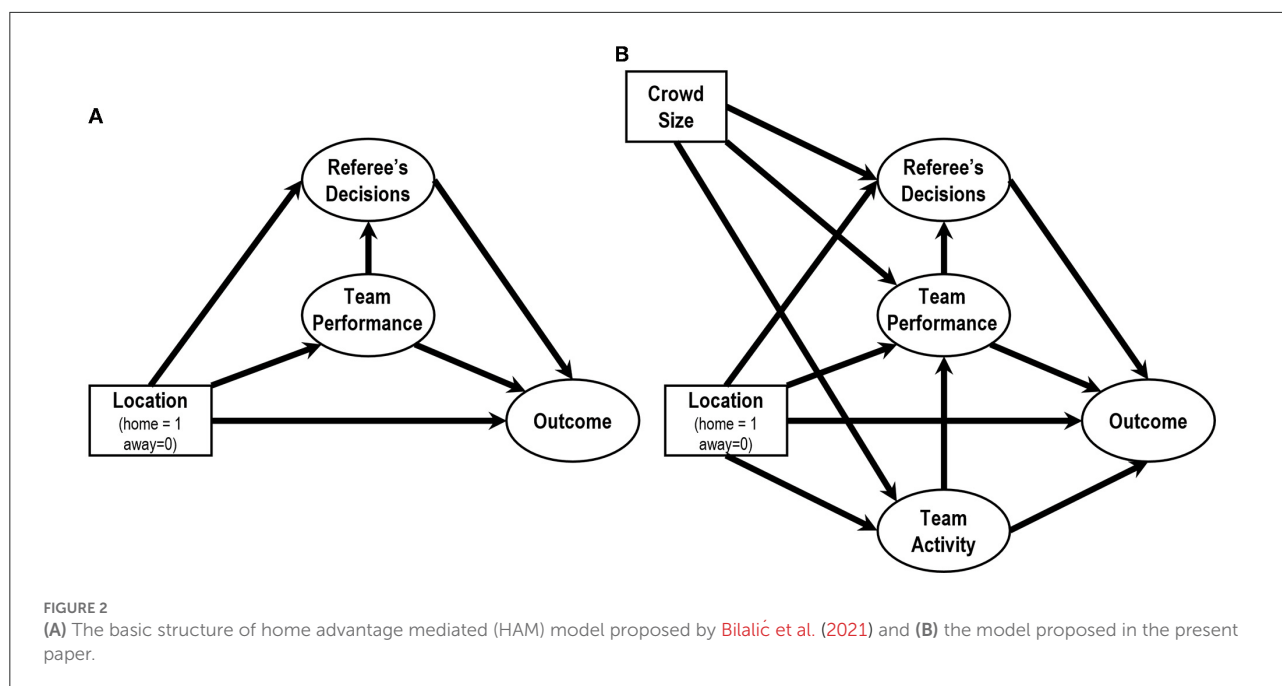 A
Referee's
Decisions
Team
Performance
Location
(home = 1
away=0)
Outcome
B
Crowd
Size
Referee's
Decisions
Team
Performance
Location
(home = 1
away=0)
Outcome
Team
Activity
FIGURE 2
(A) The basic structure of home advantage mediated (HAM) model proposed by Bilalić et al. (2021) and (B) the model proposed in the present
paper.